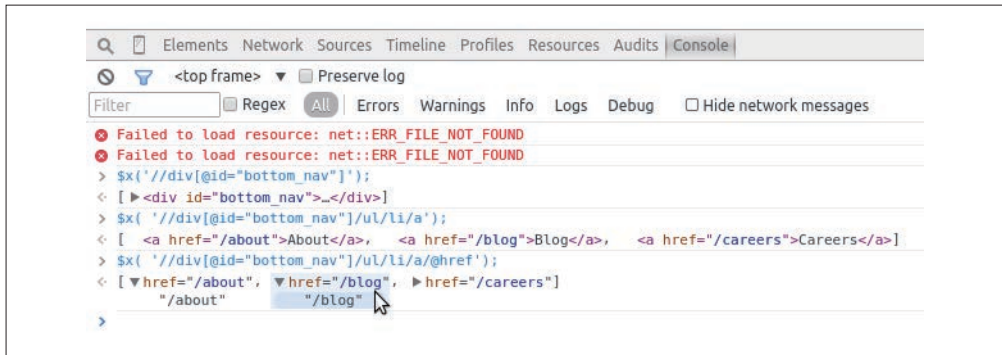 Elements Network Sources Timeline Profiles Resources Audits Console
<top frame> ▼ Preserve log
Filter Regex All Errors Warnings Info Logs Debug Hide network messages
Failed to load resource: net::ERR_FILE_NOT_FOUND
Failed to load resource: net::ERR_FILE_NOT_FOUND
> $x('//div[@id="bottom_nav"]');
<· [ ▶<div id="bottom_nav">…</div>]
> $x( '//div[@id="bottom_nav"]/ul/li/a');
<· [ <a href="/about">About</a>, <a href="/blog">Blog</a>, <a href="/careers">Careers</a>]
> $x( '//div[@id="bottom_nav"]/ul/li/a/@href');
<· [ ▼href="/about", ▼href="/blog", ▶href="/careers"]
"/about" "/blog"
>